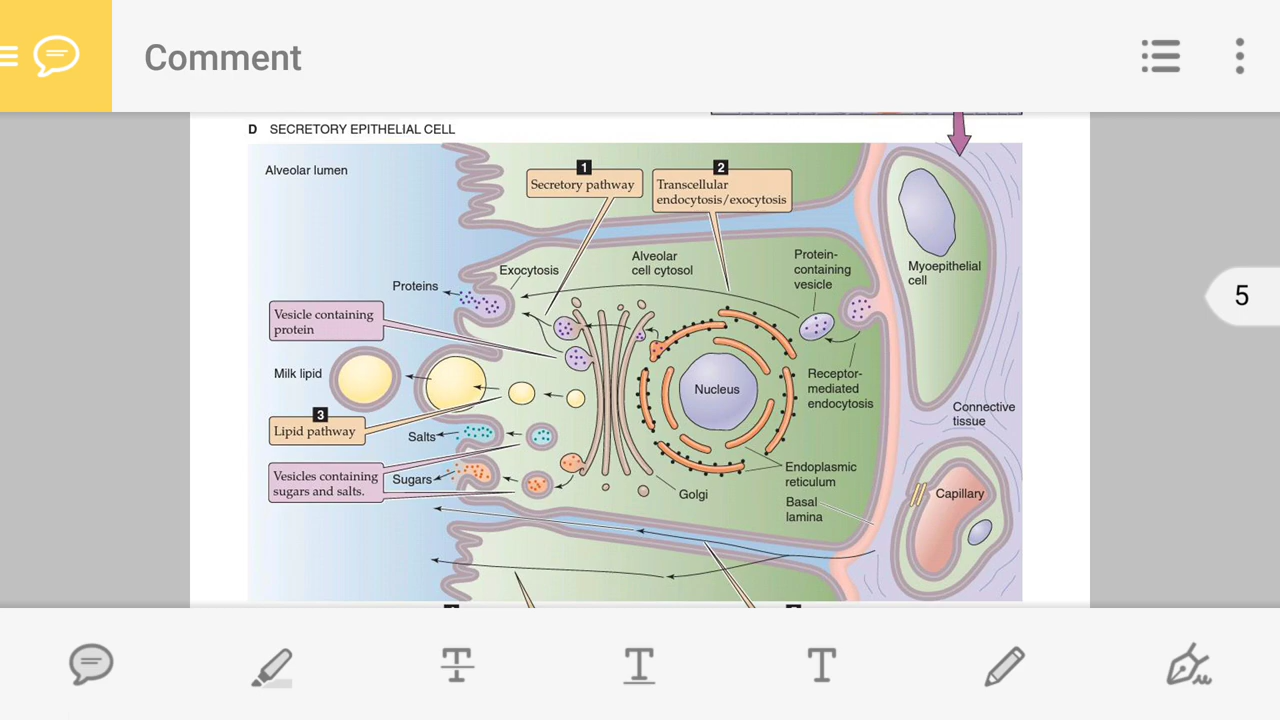 Comment
D SECRETORY EPITHELIAL CELL
Alveolar lumen
1
Secretory pathway
2
Transcellular
endocytosis/exocytosis
Exocytosis
Alveolar
cell cytosol
Protein-
containing
vesicle
Myoepithelial
cell
Proteins
5
Vesicle containing
protein
Milk lipid
Nucleus
Receptor-
mediated
endocytosis
Connective
tissue
3
Lipid pathway
Salts
Vesicles containing
sugars and salts.
Sugars
Endoplasmic
reticulum
Golgi
Basal
lamina
Capillary